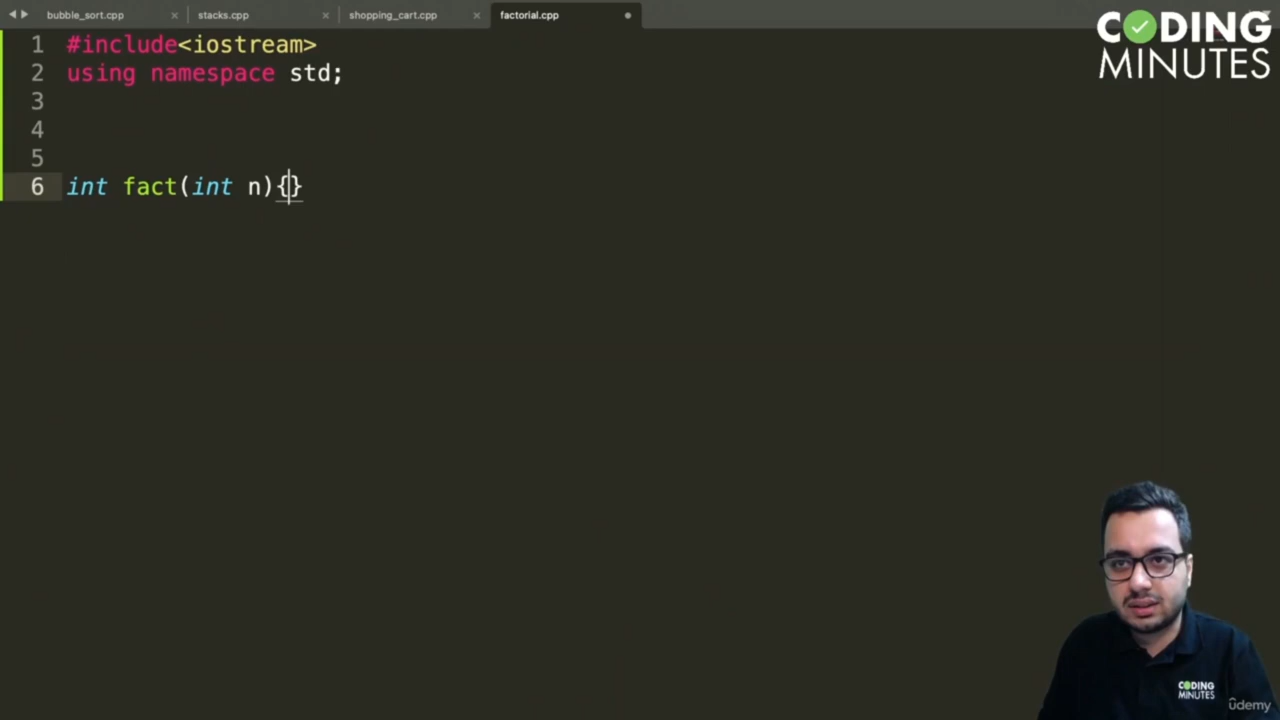 bubble_sort.cpp
stacks.cpp
shopping_cart.cpp
factorial.cpp
CODING
MINUTES
1 #include<iostream>
2 using namespace std;
3
4
5
6 int fact(int n){}
CODING
MINUTES
udemy